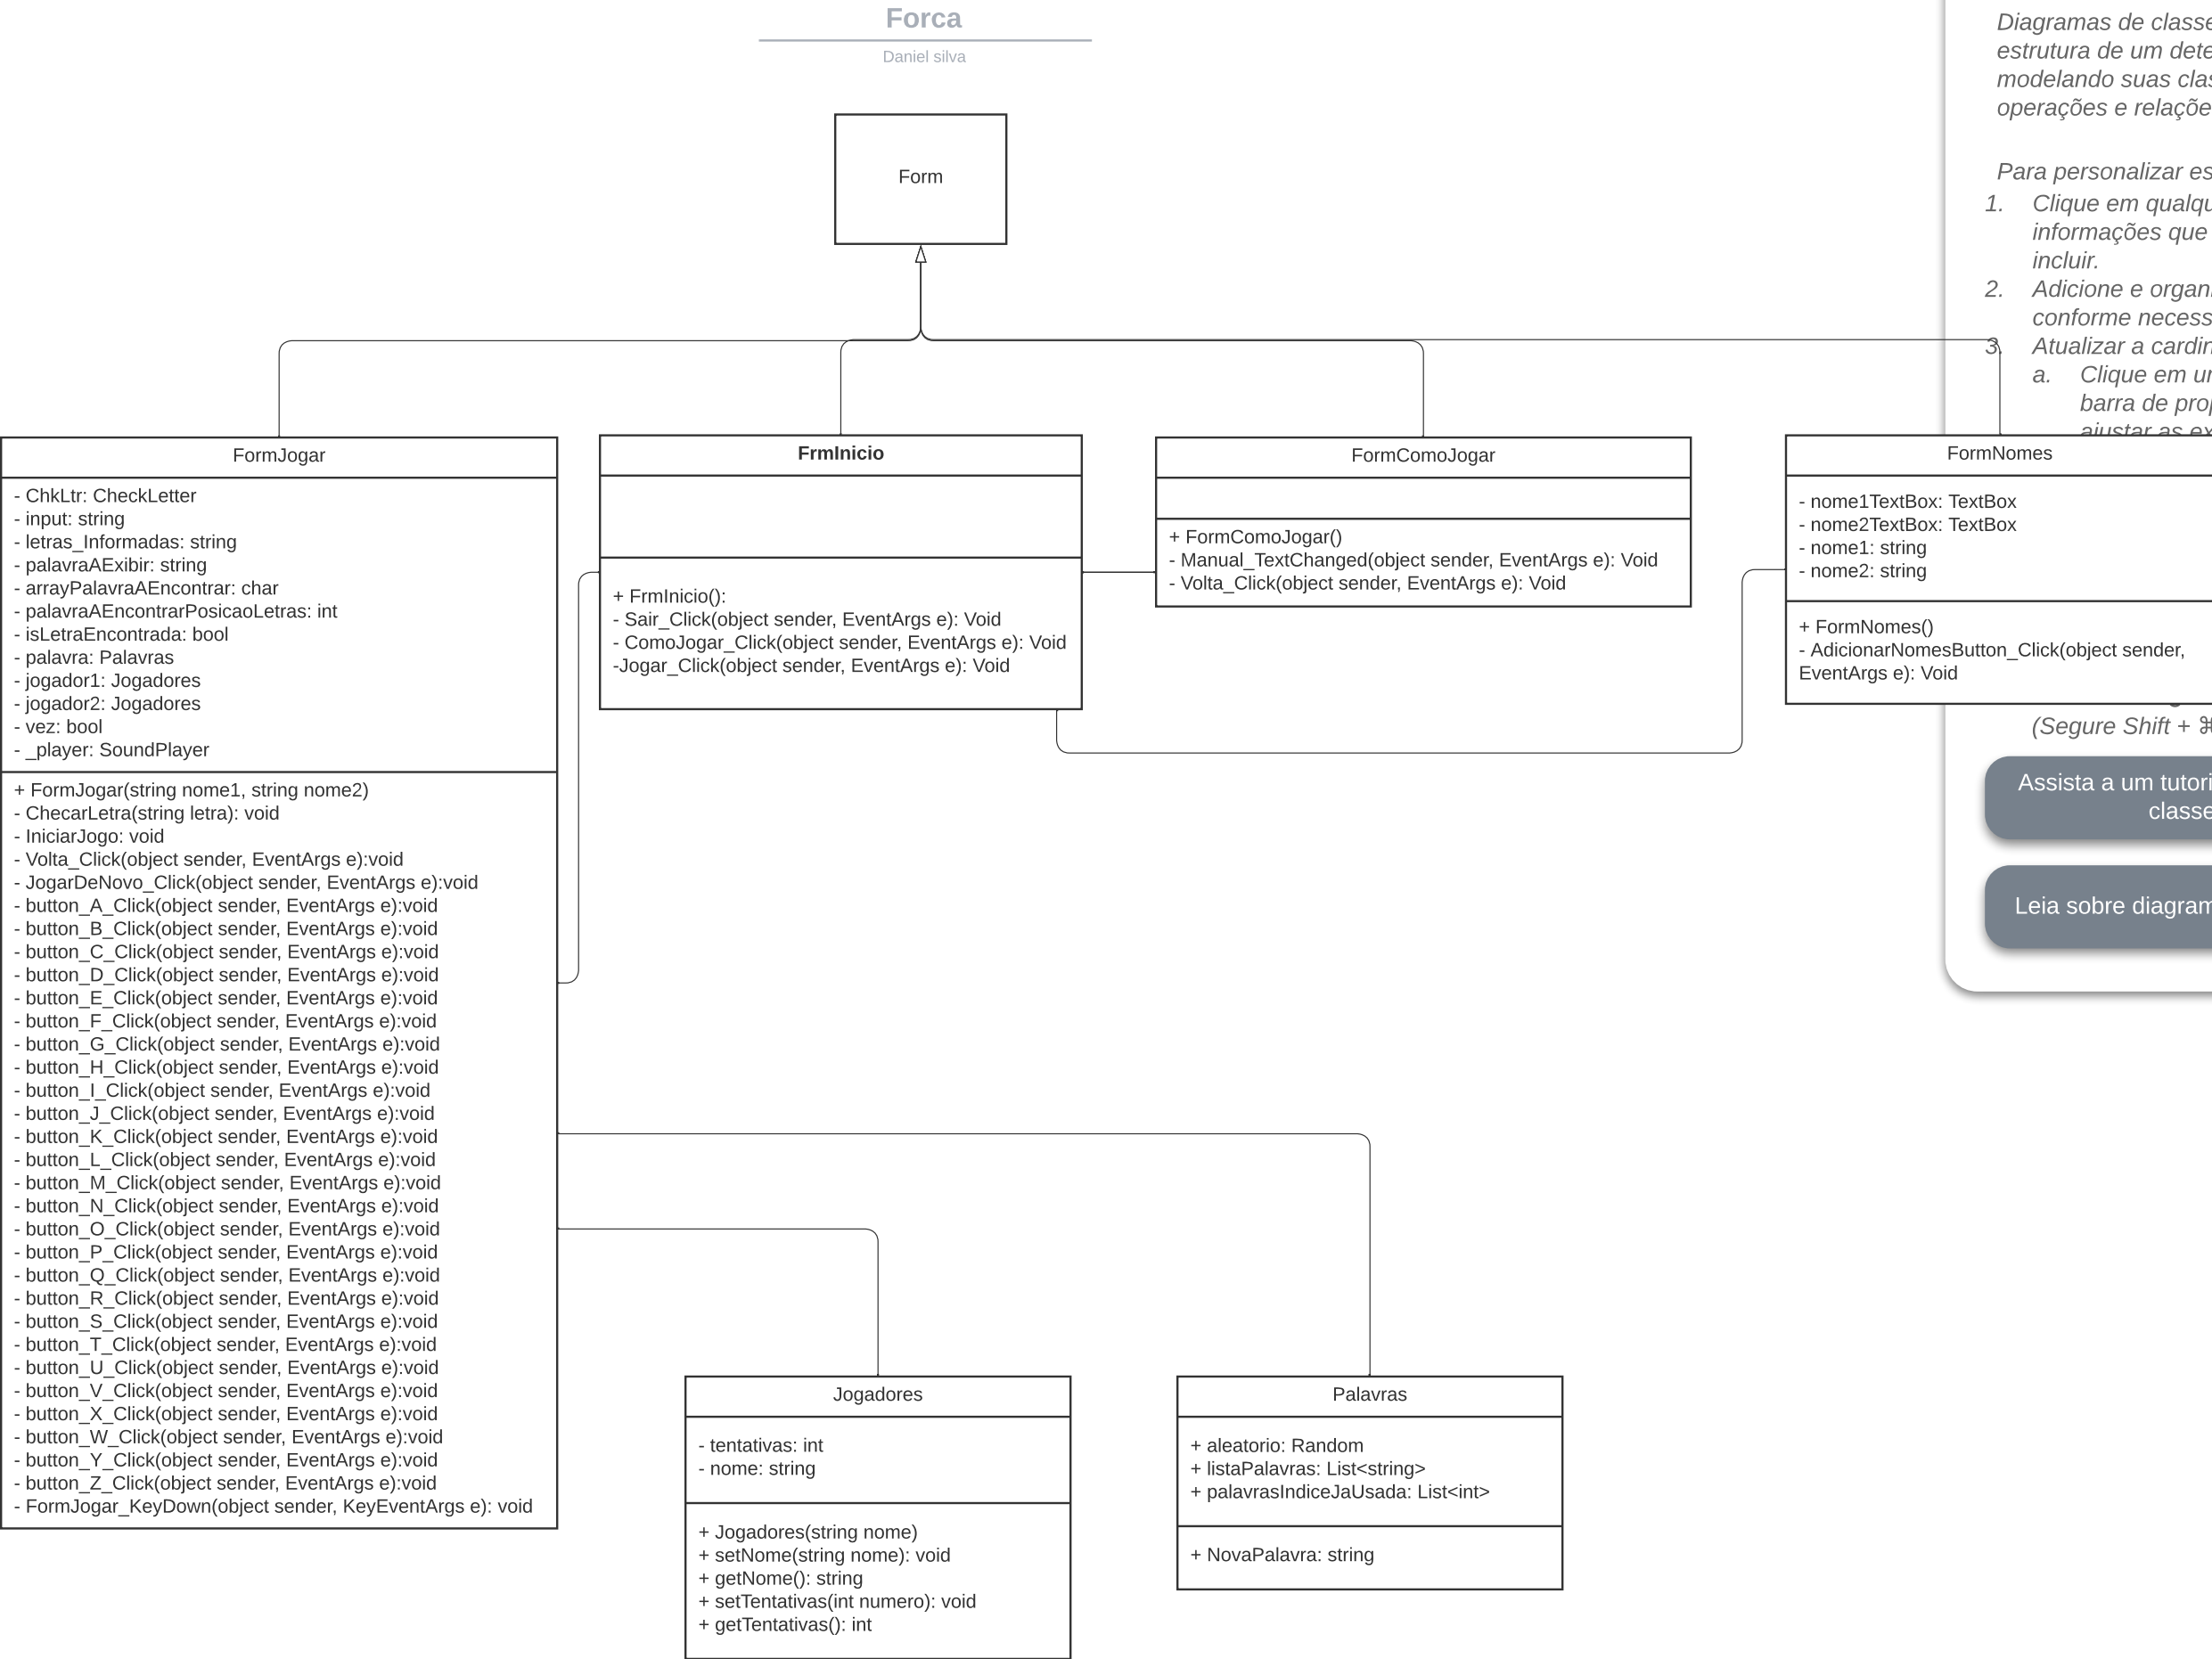 Forca
Daniel silva
Form
FormJogar
- ChkLtr: CheckLetter
- input: string
- letras_Informadas: string
- palavraAExibir: string
- arrayPalavraAEncontrar: char
- palavraAEncontrarPosicaoLetras: int
- isLetraEncontrada: bool
- palavra: Palavras
- jogador1: Jogadores
- jogador2: Jogadores
- vez: bool
- _player: SoundPlayer
+ FormJogar(string nome1, string nome2)
- ChecarLetra(string letra): void
- IniciarJogo: void
- Volta_Click(object sender, EventArgs e):void
- JogarDeNovo_Click(object sender, EventArgs e):void
- button_A_Click(object sender, EventArgs e):void
- button_B_Click(object sender, EventArgs e):void
- button_C_Click(object sender, EventArgs e):void
- button_D_Click(object sender, EventArgs e):void
- button_E_Click(object sender, EventArgs e):void
- button_F_Click(object sender, EventArgs e):void
- button_G_Click(object sender, EventArgs e):void
- button_H_Click(object sender, EventArgs e):void
- button_I_Click(object sender, EventArgs e):void
- button_J_Click(object sender, EventArgs e):void
- button_K_Click(object sender, EventArgs e):void
- button_L_Click(object sender, EventArgs e):void
- button_M_Click(object sender, EventArgs e):void
- button_N_Click(object sender, EventArgs e):void
- button_O_Click(object sender, EventArgs e):void
- button_P_Click(object sender, EventArgs e):void
- button_Q_Click(object sender, EventArgs e):void
- button_R_Click(object sender, EventArgs e):void
- button_S_Click(object sender, EventArgs e):void
- button_T_Click(object sender, EventArgs e):void
- button_U_Click(object sender, EventArgs e):void
- button_V_Click(object sender, EventArgs e):void
- button_X_Click(object sender, EventArgs e):void
- button_W_Click(object sender, EventArgs e):void
- button_Y_Click(object sender, EventArgs e):void
- button_Z_Click(object sender, EventArgs e):void
- FormJogar_KeyDown(object sender, KeyEventArgs e): void
FrmInicio
+ FrmInicio():
- Sair_Click(object sender, EventArgs e): Void
- ComoJogar_Click(object sender, EventArgs e): Void
-Jogar_Click(object sender, EventArgs e): Void
FormComoJogar
+ FormComoJogar()
- Manual_TextChanged(object sender, EventArgs e): Void
- Volta_Click(object sender, EventArgs e): Void
FormNomes
- nome1TextBox: TextBox
- nome2TextBox: TextBox
- nome1: string
- nome2: string
+ FormNomes()
- AdicionarNomesButton_Click(object sender,
EventArgs e): Void
Jogadores
- tentativas: int
- nome: string
+ Jogadores(string nome)
+ setNome(string nome): void
+ getNome(): string
+ setTentativas(int numero): void
+ getTentativas(): int
Palavras
+ aleatorio: Random
+ listaPalavras: List<string>
+ palavrasIndiceJaUsada: List<int>
+ NovaPalavra: string
Diagramas de classe
estrutura de um dete
modelando suas clas
operações e relaçõe
Para personalizar es
1. Clique em qualqu
informações que
incluir.
2. Adicione e organi
conforme necess
3. Atualizar a cardin
a. Clique em um
barra de prop
ajustar as ex
(Segure Shift + ⌘
Assista a um tutori
classe
Leia sobre diagram